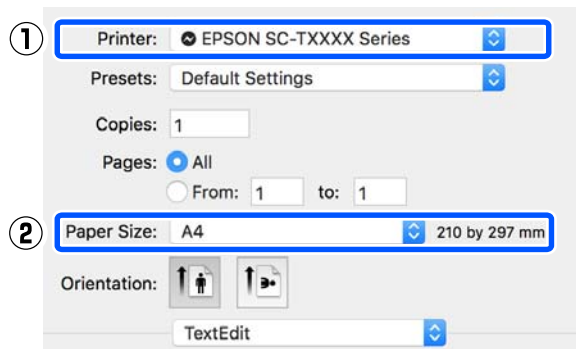 ① Printer: EPSON SC-TXXXX Series
Presets: Default Settings
Copies: 1
Pages: All
From: 1 to: 1
② Paper Size: A4 210 by 297 mm
Orientation:
TextEdit